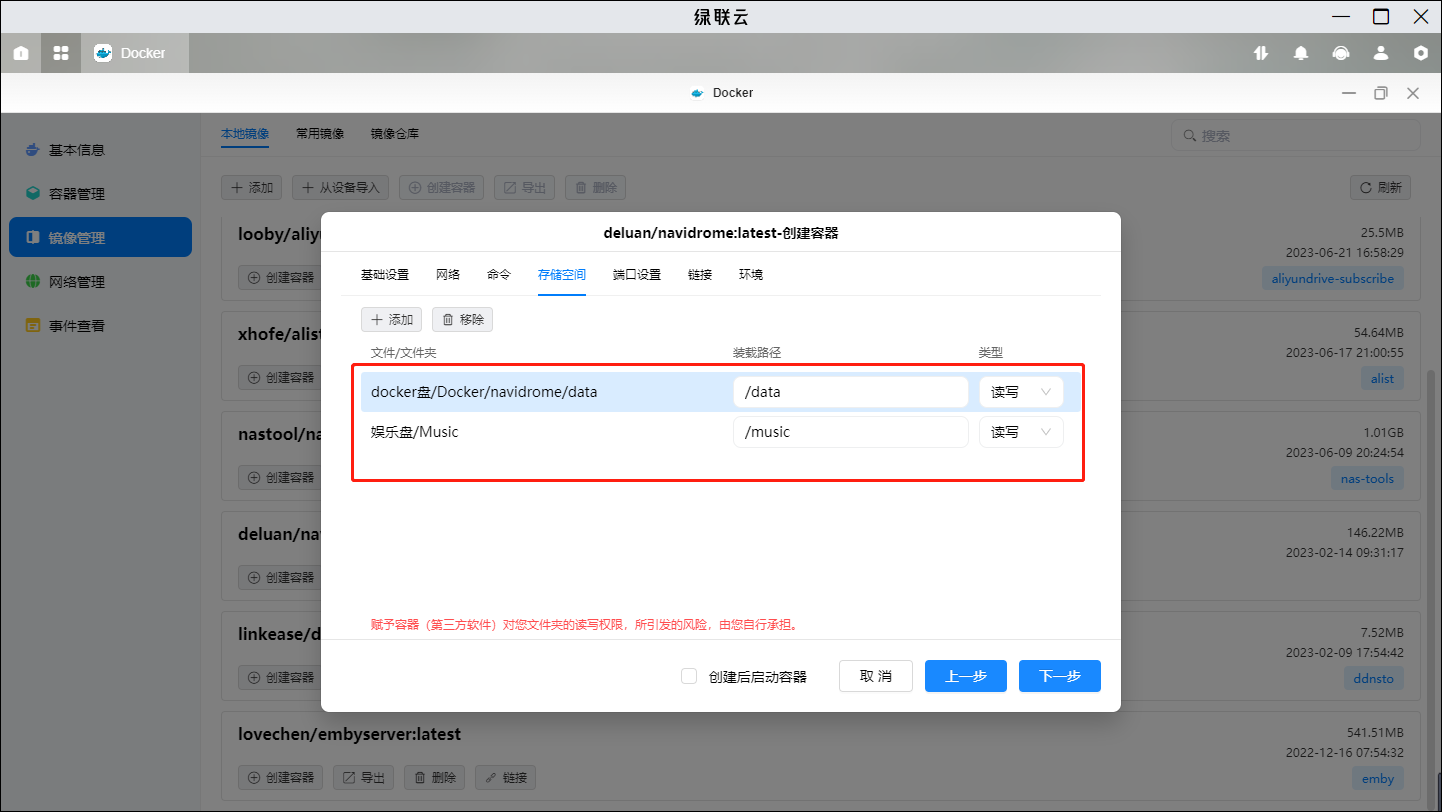 绿联云
Docker
Docker
基本信息
容器管理
镜像管理
网络管理
事件查看
本地镜像 常用镜像 镜像仓库
搜索
添加 从设备导入 创建容器 导出 删除 刷新
looby/aliy
25.5MB
2023-06-21 16:58:29
创建容器
aliyundrive-subscribe
xhofe/alist
54.64MB
2023-06-17 21:00:55
创建容器
alist
nastool/na
1.01GB
2023-06-09 20:24:54
创建容器
nas-tools
deluan/na
146.22MB
2023-02-14 09:31:17
创建容器
linkease/d
7.52MB
2023-02-09 17:54:42
创建容器
ddnsto
lovechen/embyserver:latest
541.51MB
2022-12-16 07:54:32
创建容器 导出 删除 链接
emby
deluan/navidrome:latest-创建容器
基础设置 网络 命令 存储空间 端口设置 链接 环境
添加 移除
文件/文件夹 装载路径 类型
docker盘/Docker/navidrome/data /data 读写
娱乐盘/Music /music 读写
赋予容器（第三方软件）对您文件夹的读写权限，所引发的风险，由您自行承担。
创建后启动容器 取 消 上一步 下一步